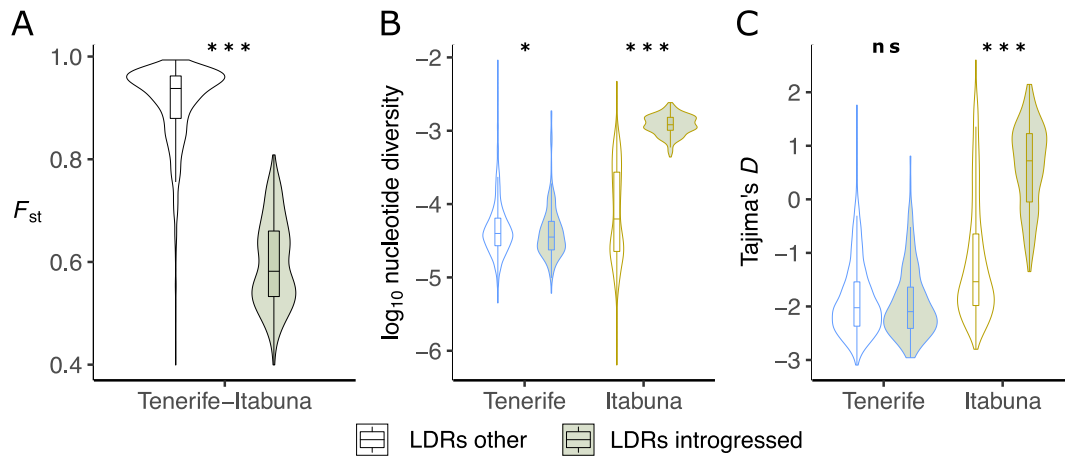 A
* * *
1.0
0.8
0.6
0.4
Fst
Tenerife–Itabuna
B
*
* * *
−2
−3
−4
−5
−6
log10 nucleotide diversity
Tenerife
Itabuna
C
ns
* * *
2
1
0
−1
−2
−3
Tajima's D
Tenerife
Itabuna
LDRs other
LDRs introgressed